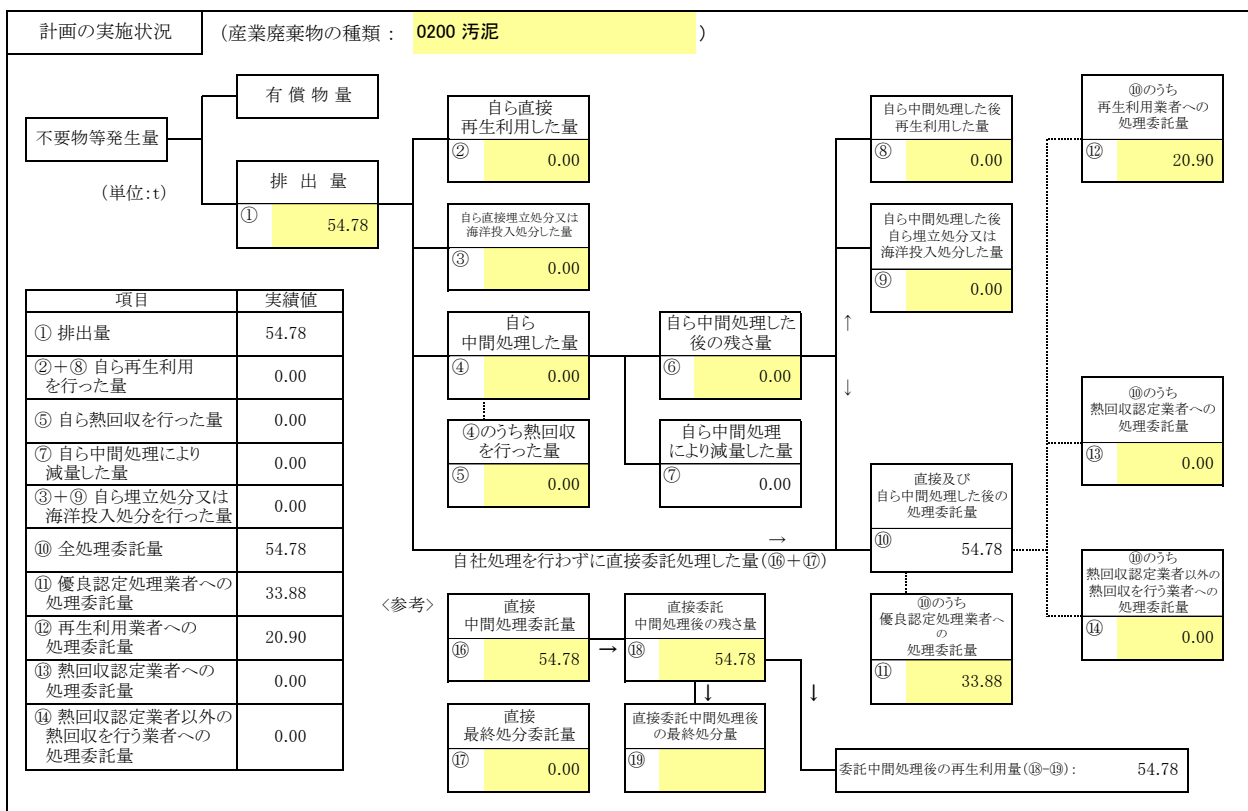 計画の実施状況
(産業廃棄物の種類： 0200 汚泥 )
有 償 物 量
不要物等発生量
(単位:t)
排 出 量
① 54.78
自ら直接
再生利用した量
② 0.00
自ら直接埋立処分又は
海洋投入処分した量
③ 0.00
自ら
中間処理した量
④ 0.00
④のうち熱回収
を行った量
⑤ 0.00
自ら中間処理した
後の残さ量
⑥ 0.00
自ら中間処理
により減量した量
⑦ 0.00
自ら中間処理した後
再生利用した量
⑧ 0.00
自ら中間処理した後
自ら埋立処分又は
海洋投入処分した量
⑨ 0.00
↑
↓
直接及び
自ら中間処理した後の
処理委託量
⑩ 54.78
⑩のうち
優良認定処理業者へ
の
処理委託量
⑪ 33.88
⑩のうち
再生利用業者への
処理委託量
⑫ 20.90
⑩のうち
熱回収認定業者への
処理委託量
⑬ 0.00
⑩のうち
熱回収認定業者以外の
熱回収を行う業者への
処理委託量
⑭ 0.00
→
自社処理を行わずに直接委託処理した量(⑯＋⑰)
〈参考〉
直接
中間処理委託量
⑯ 54.78
→
直接委託
中間処理後の残さ量
⑱ 54.78
↓
↓
直接
最終処分委託量
⑰ 0.00
直接委託中間処理後
の最終処分量
⑲
委託中間処理後の再生利用量(⑱-⑲)： 54.78
項目 実績値
① 排出量 54.78
②＋⑧ 自ら再生利用
を行った量 0.00
⑤ 自ら熱回収を行った量 0.00
⑦ 自ら中間処理により
減量した量 0.00
③＋⑨ 自ら埋立処分又は
海洋投入処分を行った量 0.00
⑩ 全処理委託量 54.78
⑪ 優良認定処理業者への
処理委託量 33.88
⑫ 再生利用業者への
処理委託量 20.90
⑬ 熱回収認定業者への
処理委託量 0.00
⑭ 熱回収認定業者以外の
熱回収を行う業者への
処理委託量 0.00